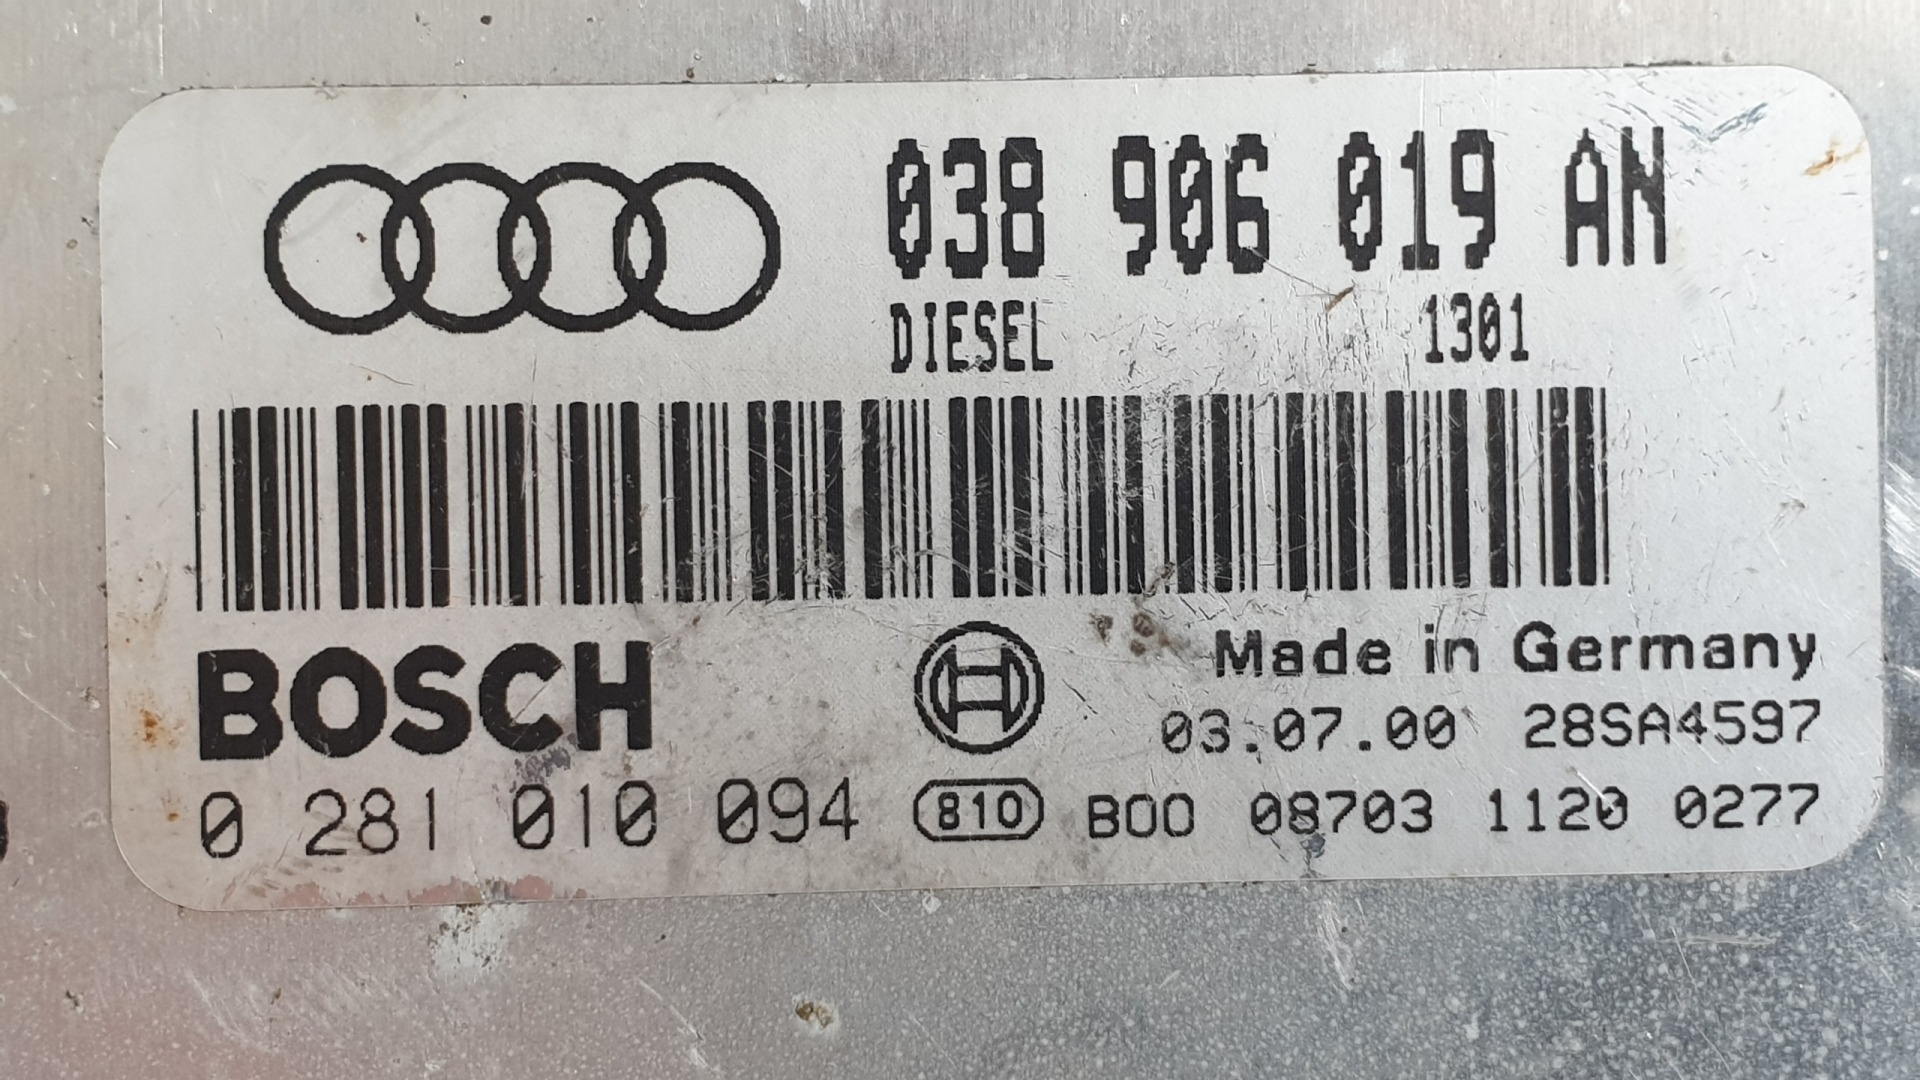 038 906 019 AN
DIESEL 1301
BOSCH
Made in Germany
03.07.00 28SA4597
0 281 010 094 810 B00 08703 1120 0277